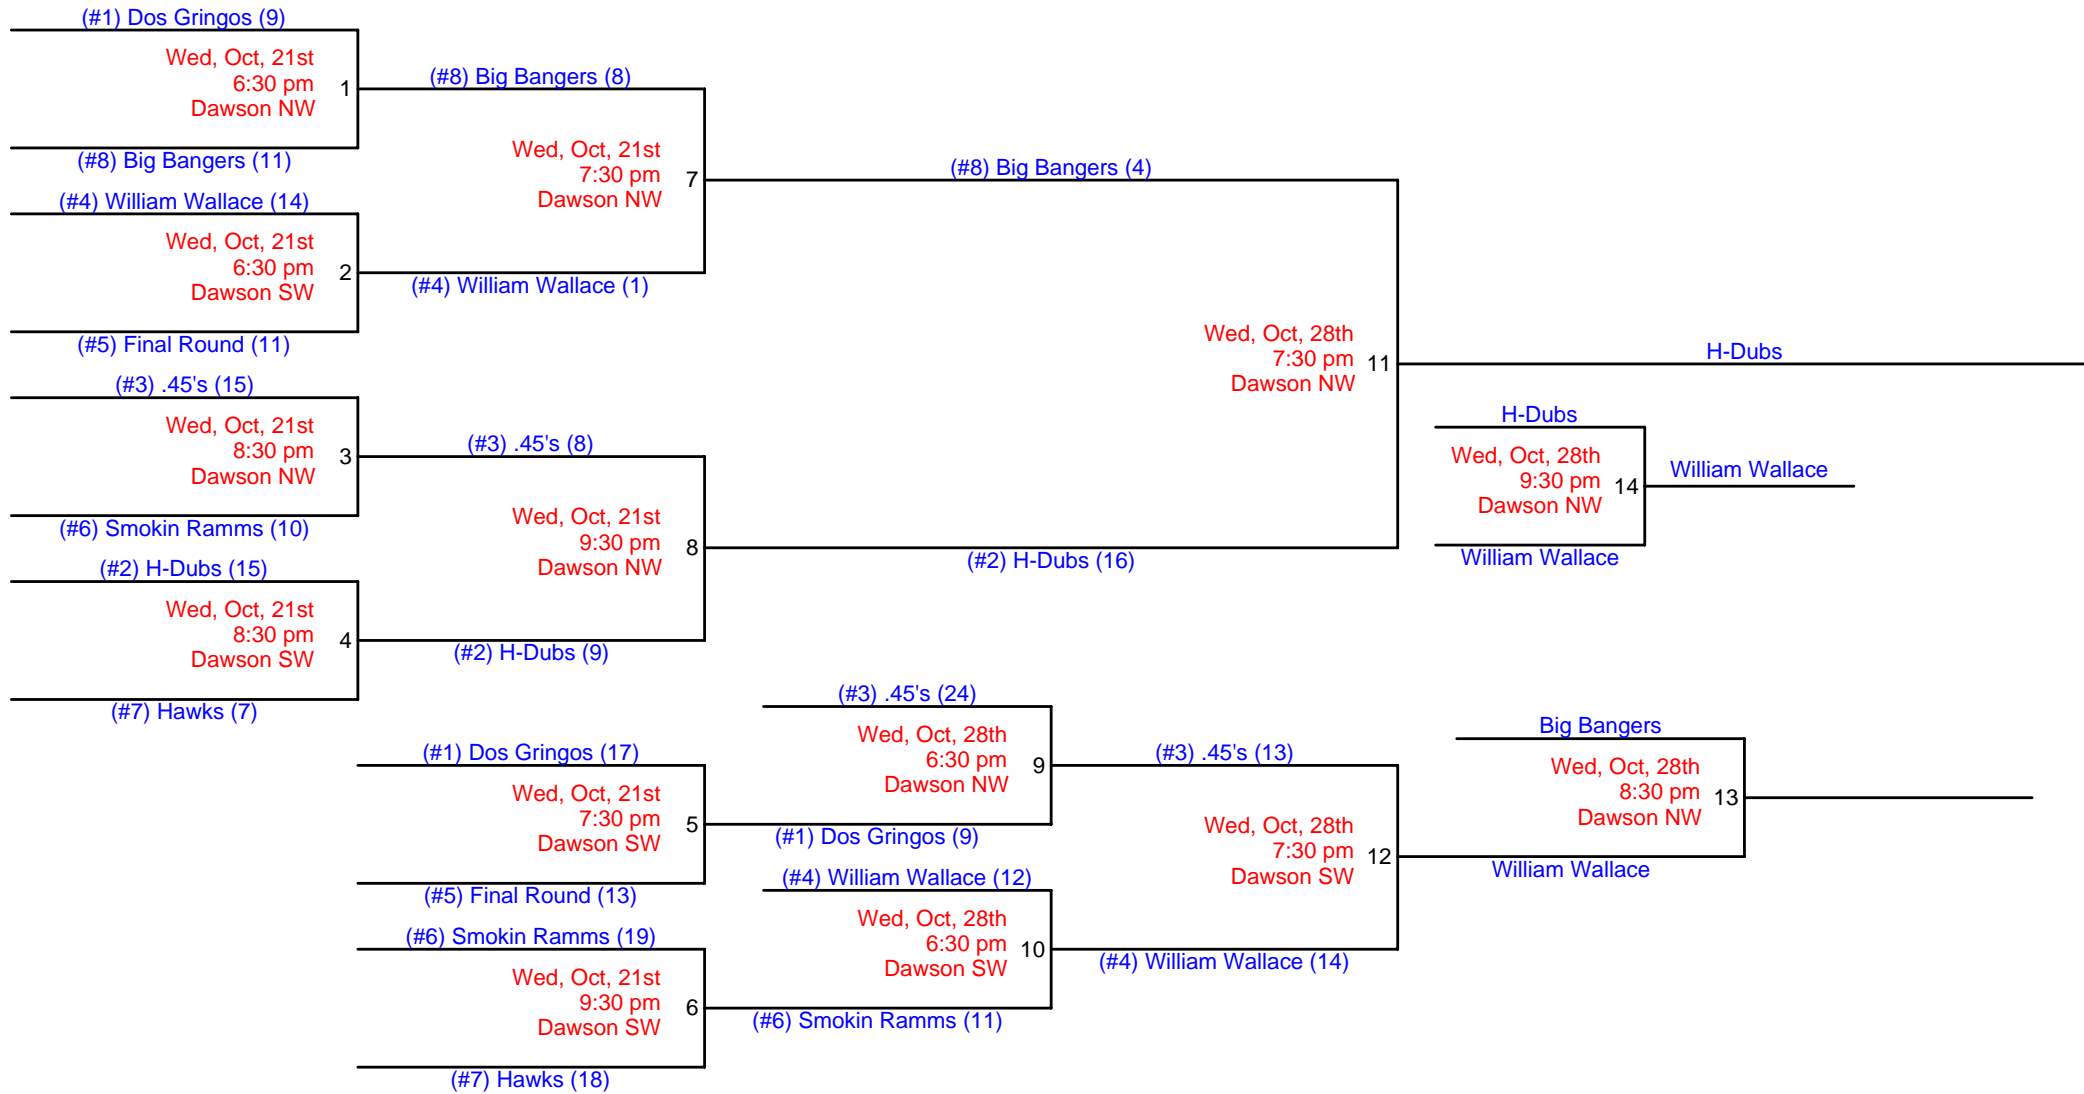 (#1) Dos Gringos (9)
Wed, Oct, 21st
6:30 pm
Dawson NW
1
(#8) Big Bangers (11)
(#4) William Wallace (14)
Wed, Oct, 21st
6:30 pm
Dawson SW
2
(#5) Final Round (11)
(#3) .45's (15)
Wed, Oct, 21st
8:30 pm
Dawson NW
3
(#6) Smokin Ramms (10)
(#2) H-Dubs (15)
Wed, Oct, 21st
8:30 pm
Dawson SW
4
(#7) Hawks (7)
(#8) Big Bangers (8)
Wed, Oct, 21st
7:30 pm
Dawson NW
7
(#4) William Wallace (1)
(#3) .45's (8)
Wed, Oct, 21st
9:30 pm
Dawson NW
8
(#2) H-Dubs (9)
(#8) Big Bangers (4)
Wed, Oct, 28th
7:30 pm
Dawson NW
11
(#2) H-Dubs (16)
H-Dubs
H-Dubs
Wed, Oct, 28th
9:30 pm
Dawson NW
14
William Wallace
William Wallace
(#1) Dos Gringos (17)
Wed, Oct, 21st
7:30 pm
Dawson SW
5
(#5) Final Round (13)
(#6) Smokin Ramms (19)
Wed, Oct, 21st
9:30 pm
Dawson SW
6
(#7) Hawks (18)
(#3) .45's (24)
Wed, Oct, 28th
6:30 pm
Dawson NW
9
(#1) Dos Gringos (9)
(#4) William Wallace (12)
Wed, Oct, 28th
6:30 pm
Dawson SW
10
(#6) Smokin Ramms (11)
(#3) .45's (13)
Wed, Oct, 28th
7:30 pm
Dawson SW
12
(#4) William Wallace (14)
Big Bangers
Wed, Oct, 28th
8:30 pm
Dawson NW
13
William Wallace